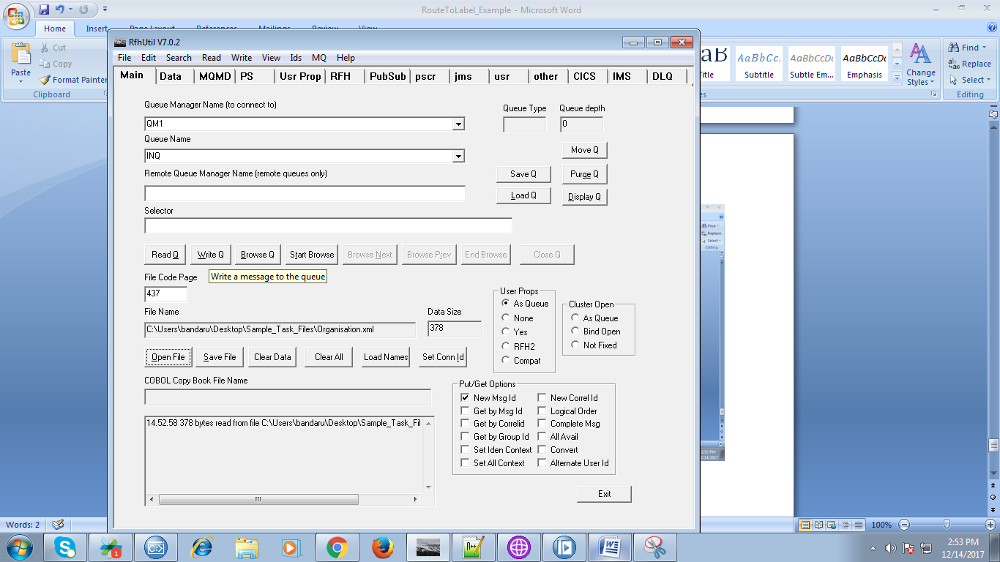 RouteToLabel_Example - Microsoft Word
Home Insert Page Layout References Mailings Review View
Cut
Copy
Format Painter
Paste
Clipboard
RfhUtil V7.0.2
File Edit Search Read Write View Ids MQ Help
Main Data MQMD PS Usr Prop RFH PubSub pscr jms usr other CICS IMS DLQ
Queue Manager Name (to connect to)
QM1
Queue Type Queue depth
0
Queue Name
INQ
Move Q
Remote Queue Manager Name (remote queues only)
Save Q Purge Q
Load Q Display Q
Selector
Read Q Write Q Browse Q Start Browse Browse Next Browse Prev End Browse Close Q
Write a message to the queue
File Code Page
437
File Name
C:\Users\bandaru\Desktop\Sample_Task_Files\Organisation.xml
Data Size
378
User Props
As Queue
None
Yes
RFH2
Compat
Cluster Open
As Queue
Bind Open
Not Fixed
Open File Save File Clear Data Clear All Load Names Set Conn Id
COBOL Copy Book File Name
14.52.58 378 bytes read from file C:\Users\bandaru\Desktop\Sample_Task_Fil
Put/Get Options
New Msg Id New Correl Id
Get by Msg Id Logical Order
Get by Correlid Complete Msg
Get by Group Id All Avail
Set Iden Context Convert
Set All Context Alternate User Id
Exit
AaBbCc. AaBbCcDc AaBbCcDc
Title Subtitle Subtle Em... Emphasis
Change
Styles
Find
Replace
Select
Editing
Find
Replace
Select
Editing
2:52 PM
12/14/2017
Words: 2
100%
2:53 PM
12/14/2017